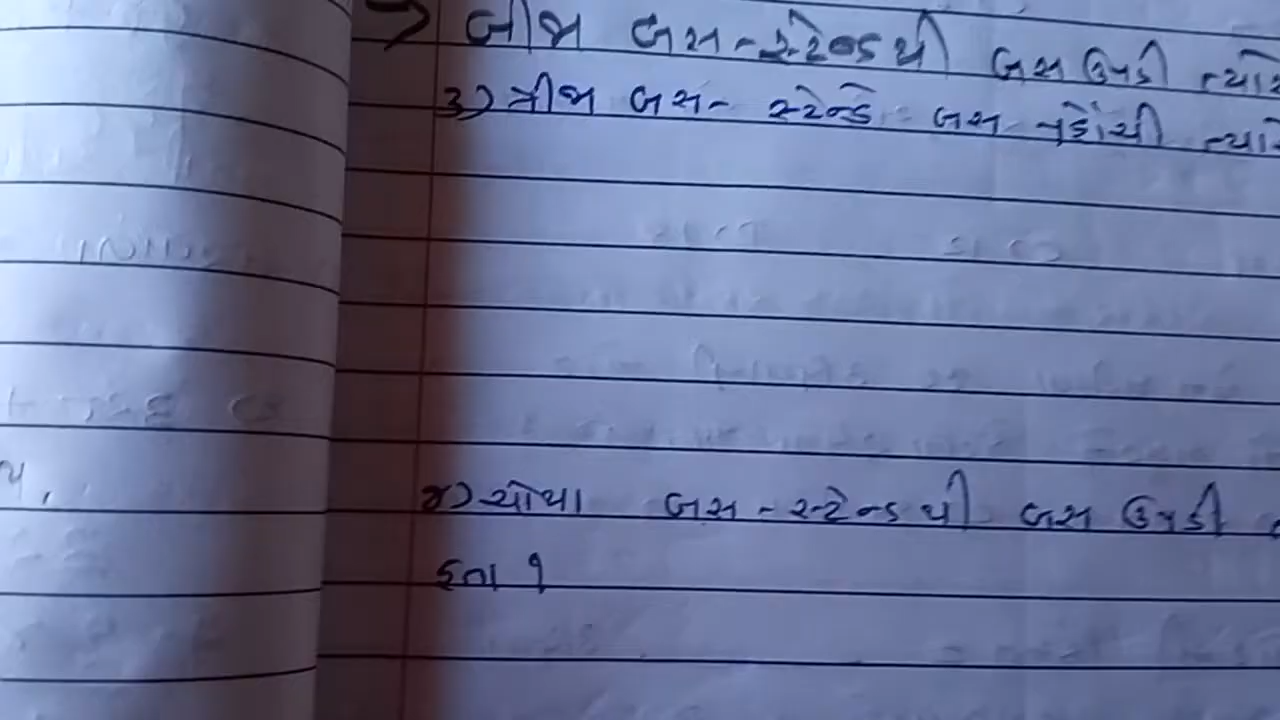 → બીજા બસ-સ્ટેન્ડથી બસ ઉપડી ત્યારે
૩) ત્રીજા બસ-સ્ટેન્ડે બસ પહોંચી ત્યારે
૪) ચોથા બસ-સ્ટેન્ડથી બસ ઉપડી
હતા ?